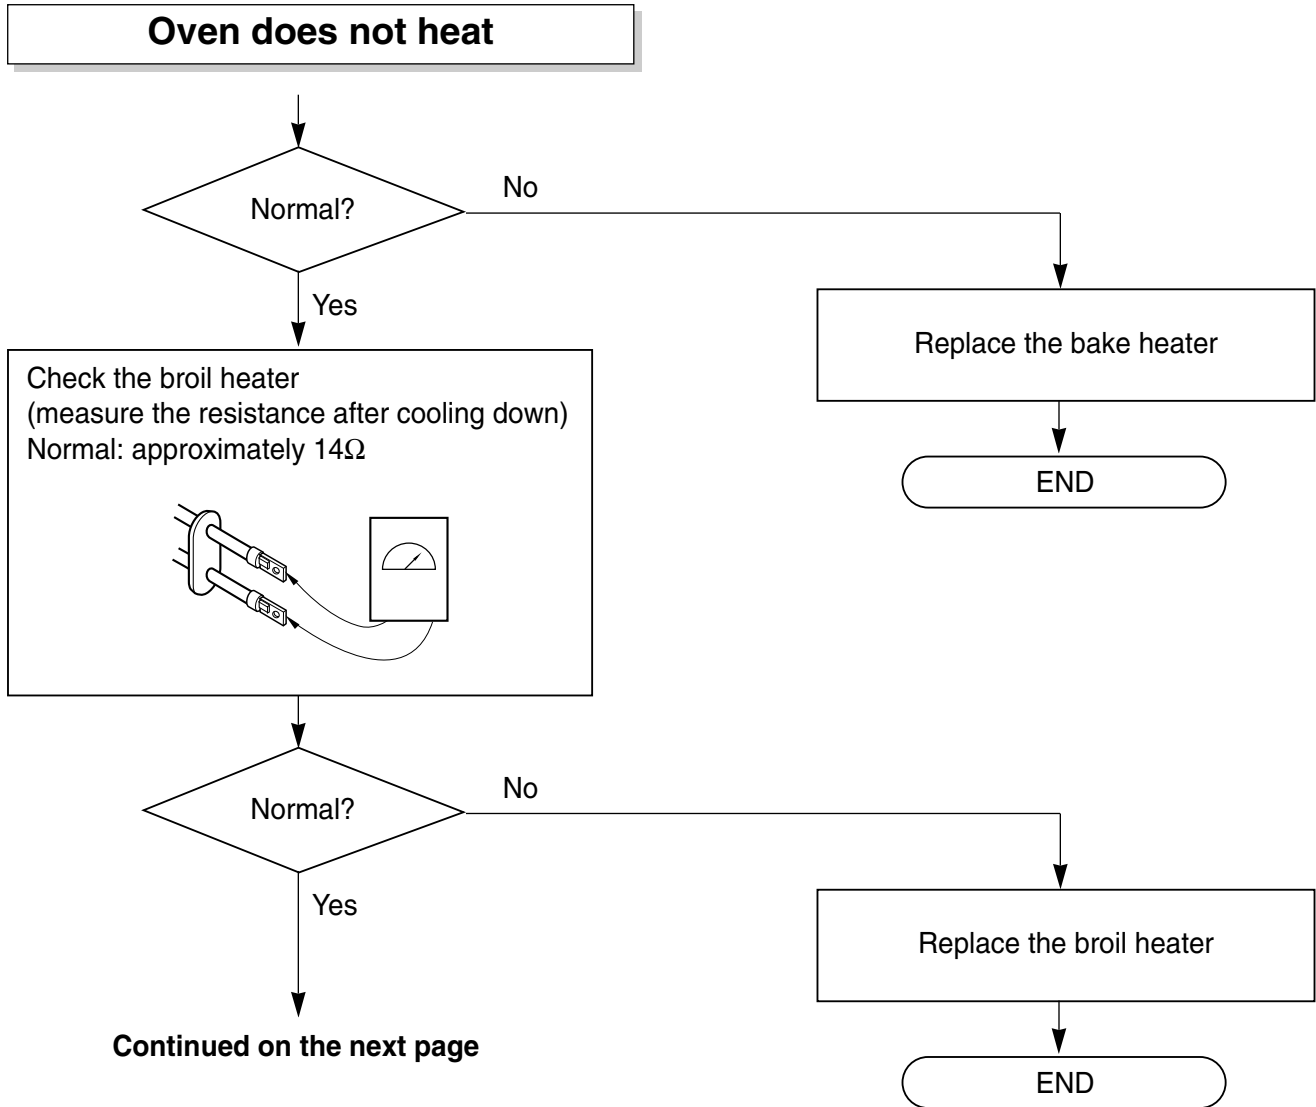 Oven does not heat
Normal?
No
Yes
Replace the bake heater
END
Check the broil heater
(measure the resistance after cooling down)
Normal: approximately 14Ω
Normal?
No
Yes
Replace the broil heater
END
Continued on the next page